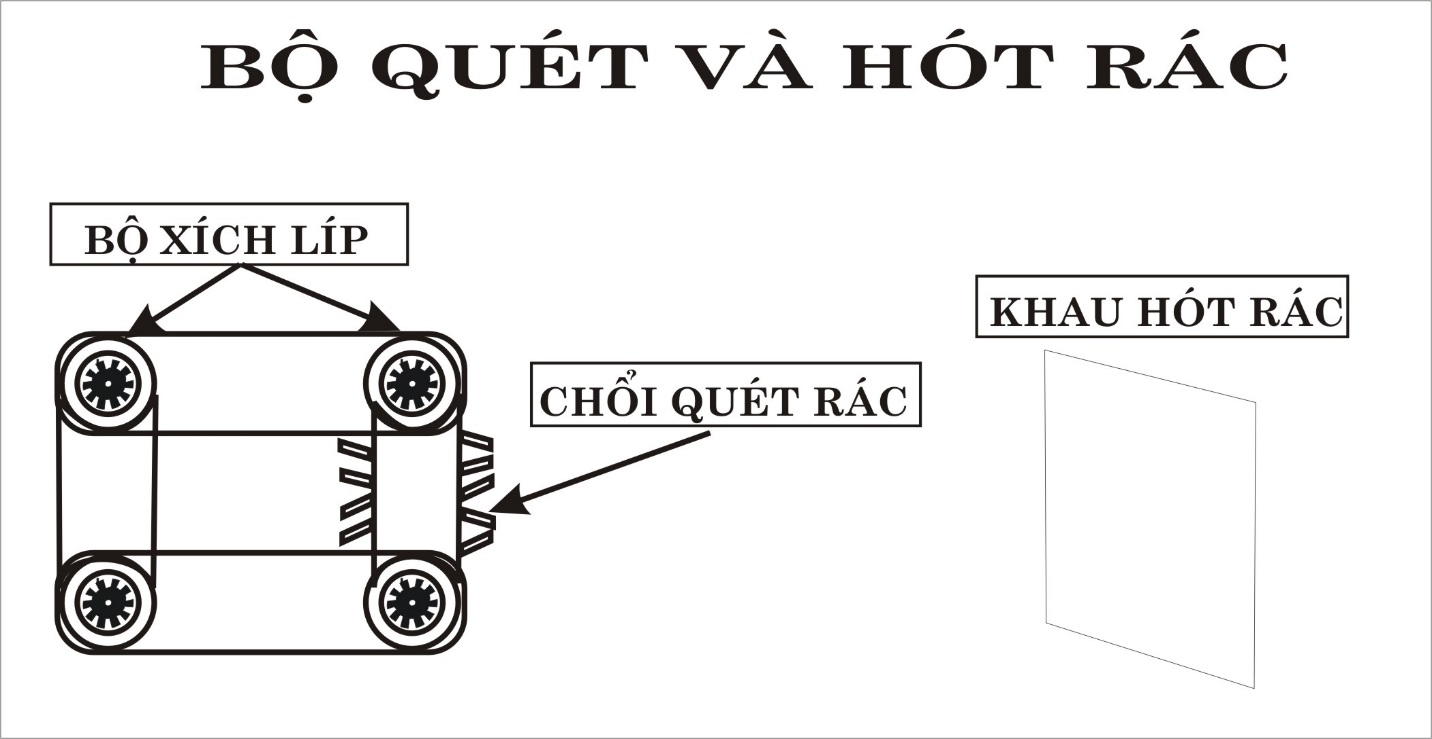 BỘ QUÉT VÀ HÓT RÁC
BỘ XÍCH LÍP
KHAU HÓT RÁC
CHỔI QUÉT RÁC